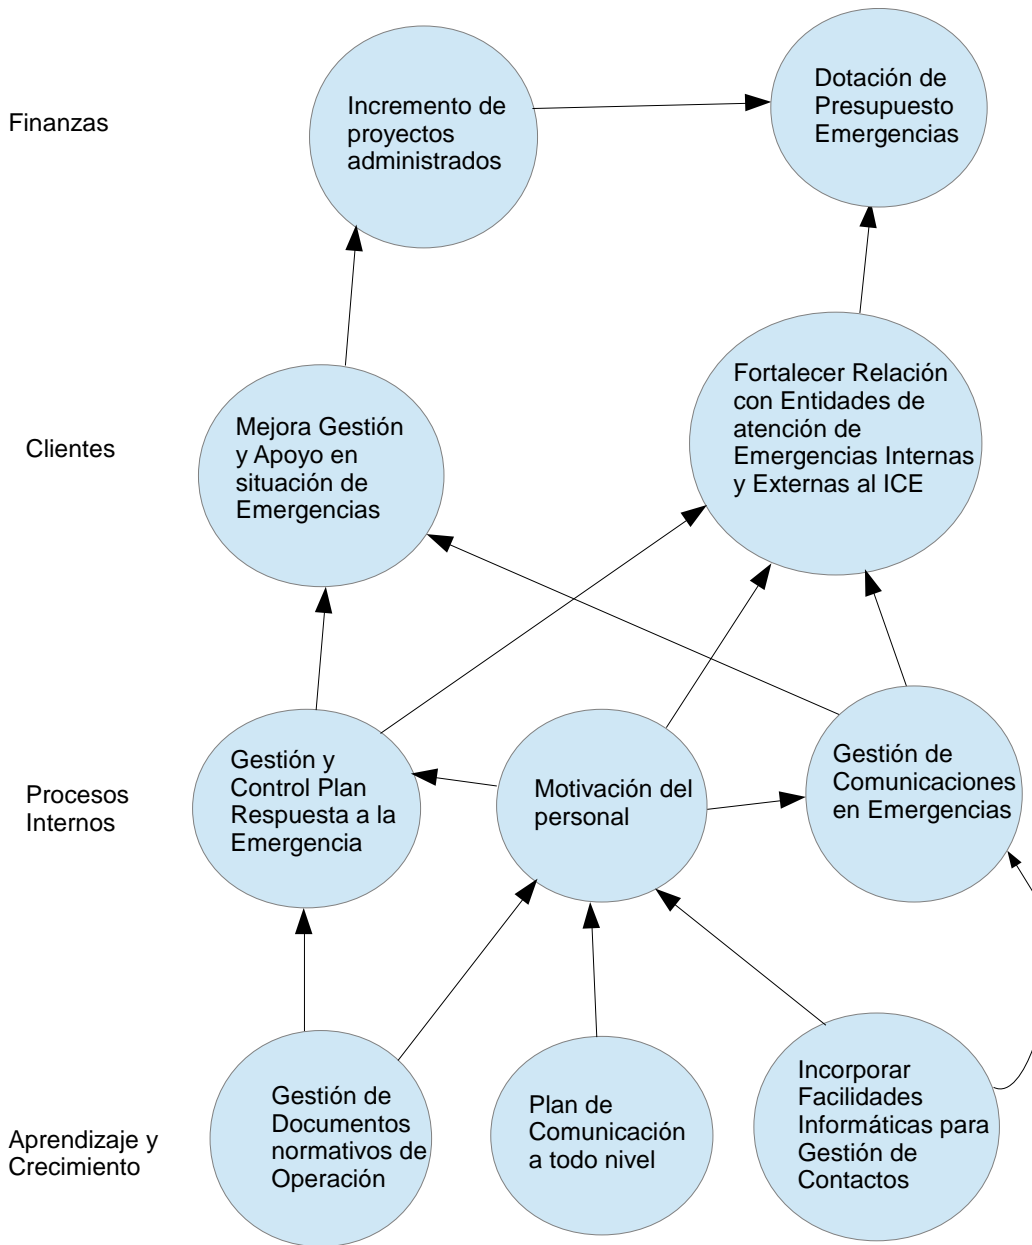 Finanzas
Incremento de
proyectos
administrados
Dotación de
Presupuesto
Emergencias
Clientes
Mejora Gestión
y Apoyo en
situación de
Emergencias
Fortalecer Relación
con Entidades de
atención de
Emergencias Internas
y Externas al ICE
Procesos
Internos
Gestión y
Control Plan
Respuesta a la
Emergencia
Motivación del
personal
Gestión de
Comunicaciones
en Emergencias
Aprendizaje y
Crecimiento
Gestión de
Documentos
normativos de
Operación
Plan de
Comunicación
a todo nivel
Incorporar
Facilidades
Informáticas para
Gestión de
Contactos